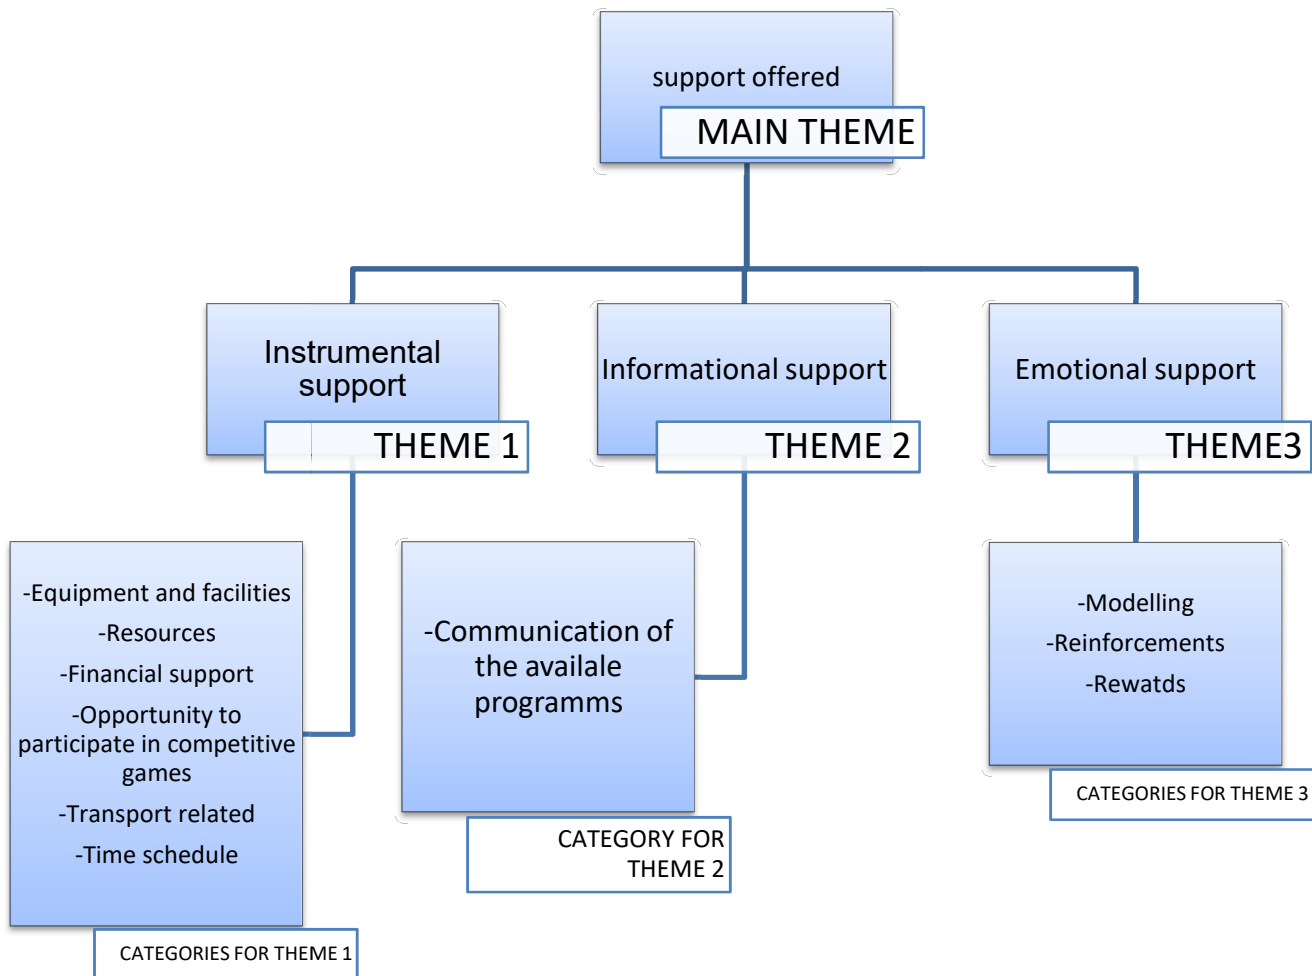 support offered
MAIN THEME
Instrumental
support
THEME 1
Informational support
THEME 2
Emotional support
THEME3
-Equipment and facilities
-Resources
-Financial support
-Opportunity to
participate in competitive
games
-Transport related
-Time schedule
CATEGORIES FOR THEME 1
-Communication of
the availale
programms
CATEGORY FOR
THEME 2
-Modelling
-Reinforcements
-Rewatds
CATEGORIES FOR THEME 3